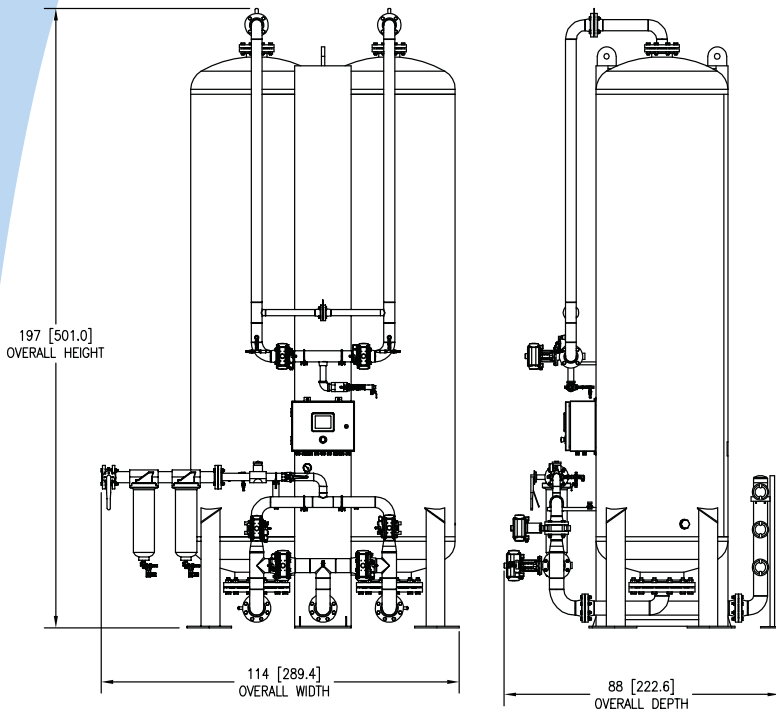 197 [501.0]
OVERALL HEIGHT
114 [289.4]
OVERALL WIDTH
88 [222.6]
OVERALL DEPTH